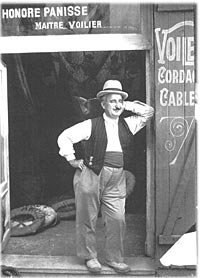 HONORE PANISSE
MAITRE VOILIER
VOILE
CORDAG
CABLE